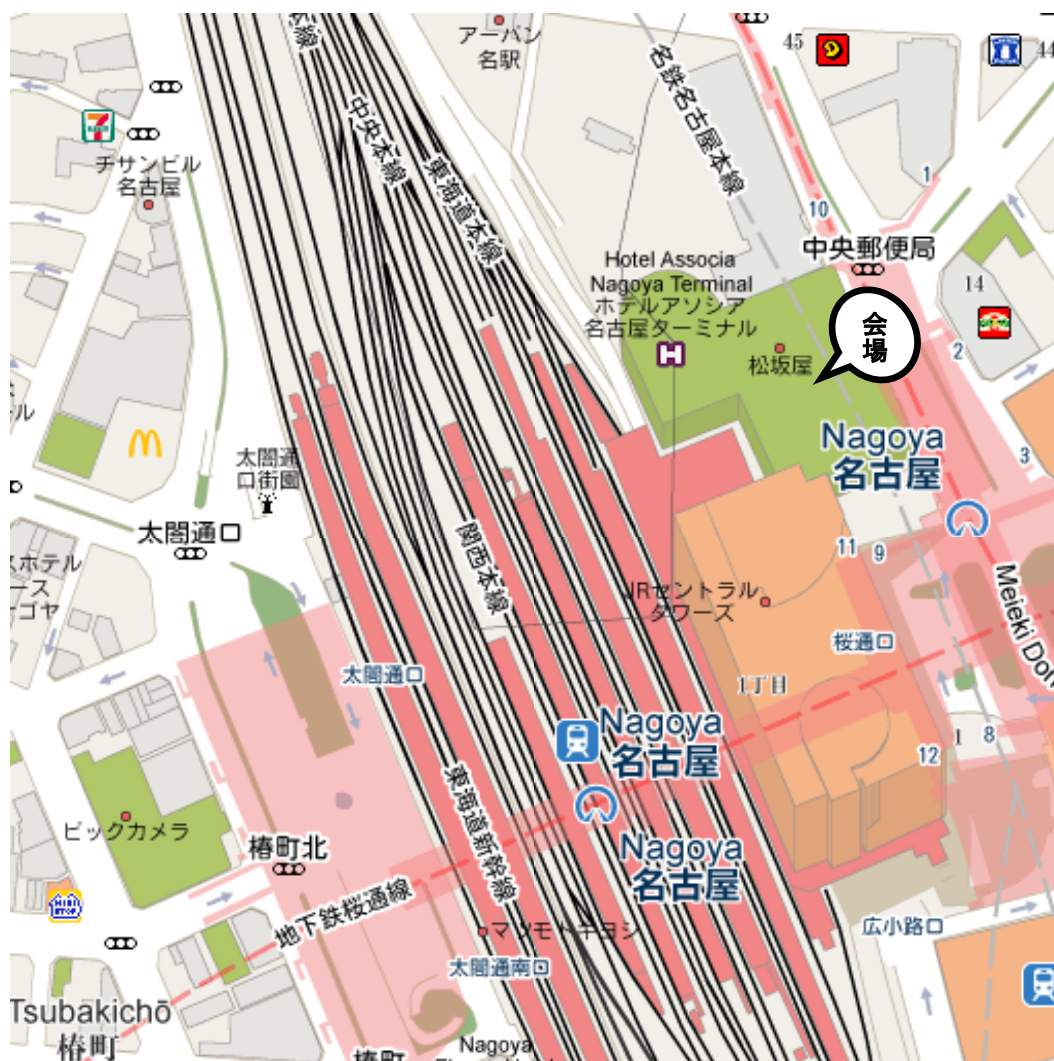 アーバン
名駅
45
44
中央本線
東海道本線
名鉄名古屋本線
チサンビル
名古屋
1
10
中央郵便局
Hotel Associa
Nagoya Terminal
ホテルアソシア
名古屋ターミナル
H
松坂屋
会場
14
2
3
Nagoya
名古屋
太閤通
口街園
太閤通口
関西本線
11
9
JRセントラル
タワーズ
桜通口
Meieki Dori
太閤通口
1丁目
Nagoya
名古屋
8
1
12
東海道新幹線
ビックカメラ
椿町北
Nagoya
名古屋
地下鉄桜通線
マツモトキヨシ
広小路口
太閤通南口
Tsubakichō
椿町
椿町
Nagoya